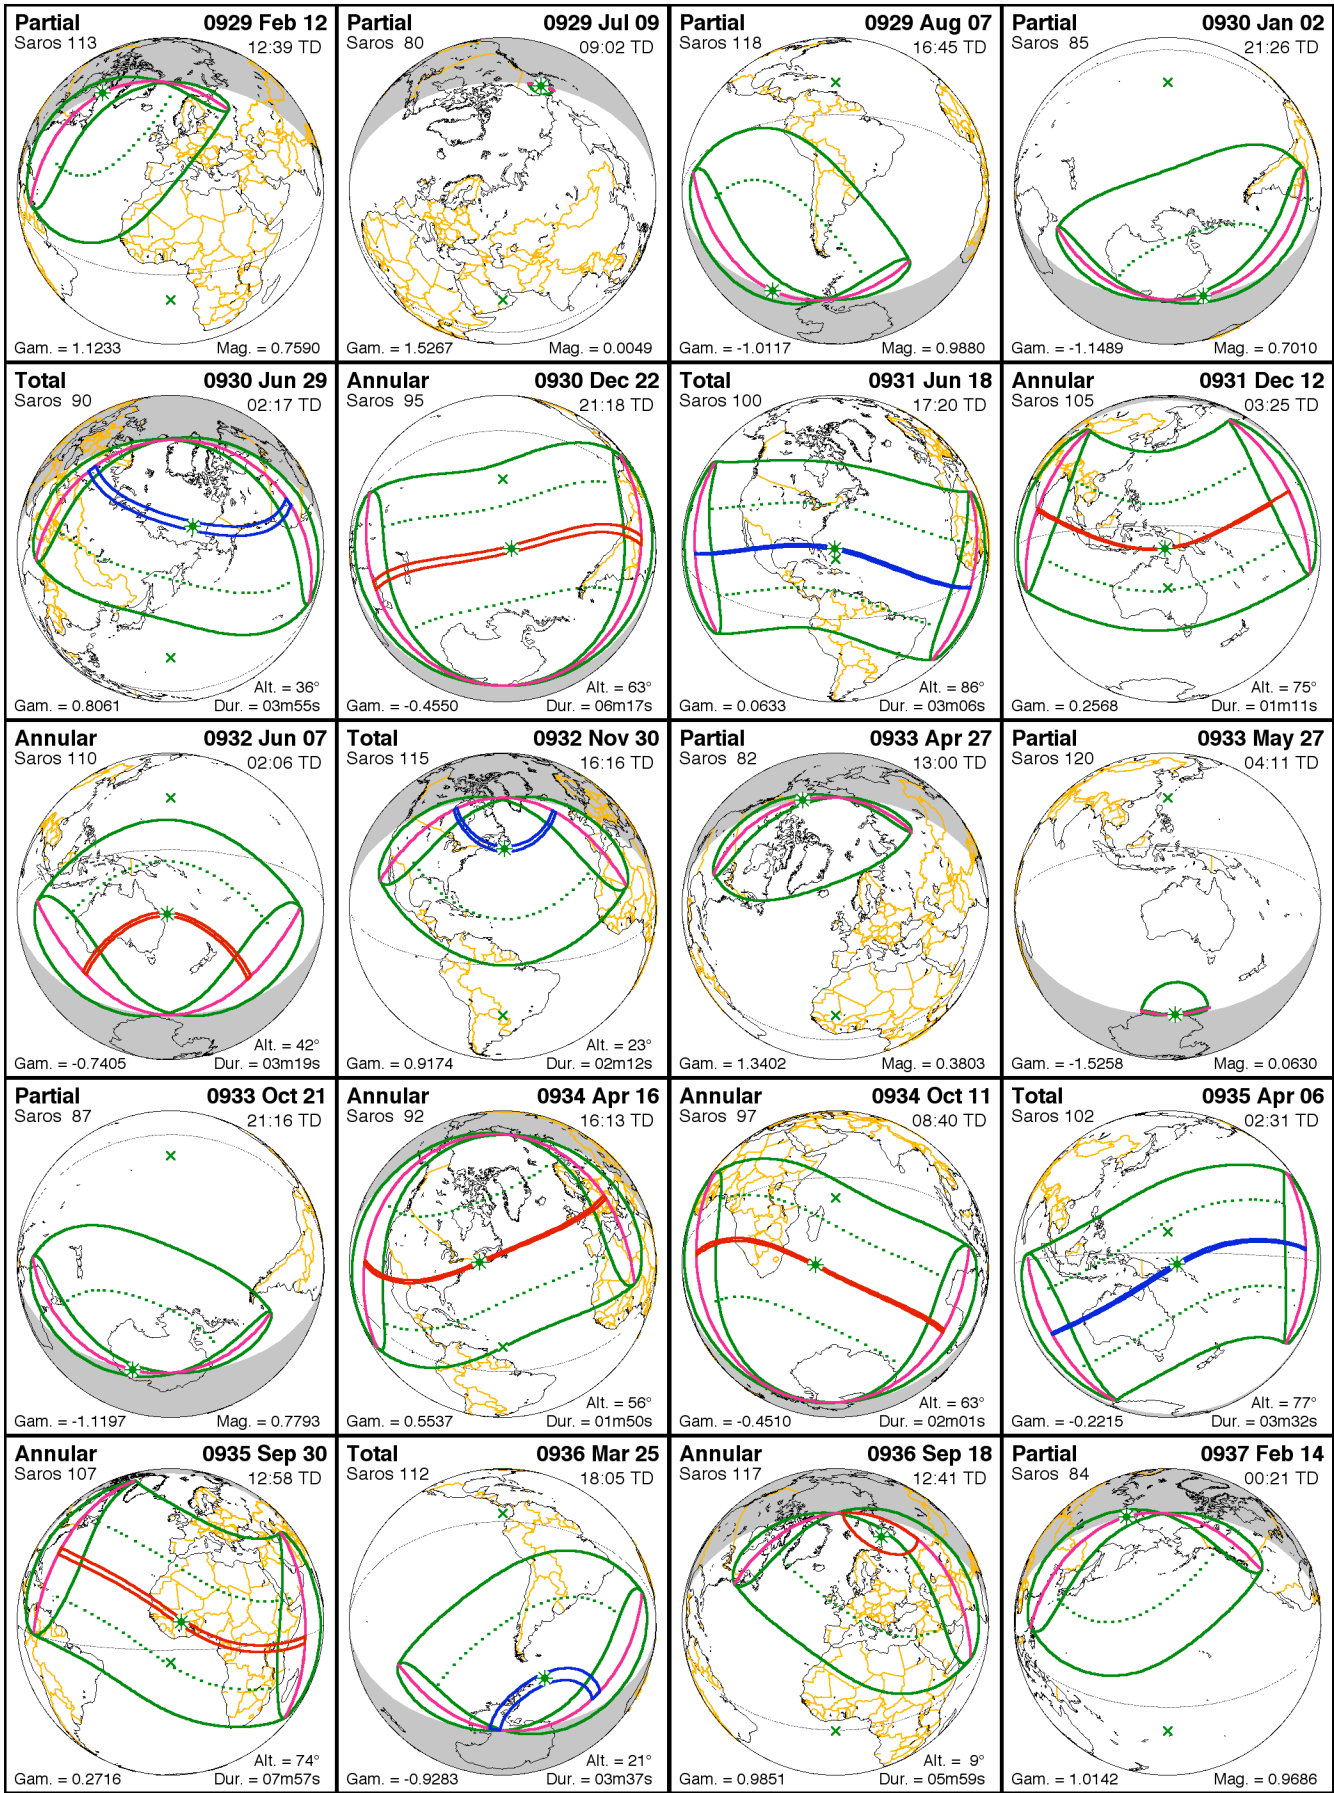 Partial 0929 Feb 12
Saros 113 12:39 TD
Gam. = 1.1233 Mag. = 0.7590
Partial 0929 Jul 09
Saros 80 09:02 TD
Gam. = 1.5267 Mag. = 0.0049
Partial 0929 Aug 07
Saros 118 16:45 TD
Gam. = -1.0117 Mag. = 0.9880
Partial 0930 Jan 02
Saros 85 21:26 TD
Gam. = -1.1489 Mag. = 0.7010
Total 0930 Jun 29
Saros 90 02:17 TD
Alt. = 36°
Gam. = 0.8061 Dur. = 03m55s
Annular 0930 Dec 22
Saros 95 21:18 TD
Alt. = 63°
Gam. = -0.4550 Dur. = 06m17s
Total 0931 Jun 18
Saros 100 17:20 TD
Alt. = 86°
Gam. = 0.0633 Dur. = 03m06s
Annular 0931 Dec 12
Saros 105 03:25 TD
Alt. = 75°
Gam. = 0.2568 Dur. = 01m11s
Annular 0932 Jun 07
Saros 110 02:06 TD
Alt. = 42°
Gam. = -0.7405 Dur. = 03m19s
Total 0932 Nov 30
Saros 115 16:16 TD
Alt. = 23°
Gam. = 0.9174 Dur. = 02m12s
Partial 0933 Apr 27
Saros 82 13:00 TD
Gam. = 1.3402 Mag. = 0.3803
Partial 0933 May 27
Saros 120 04:11 TD
Gam. = -1.5258 Mag. = 0.0630
Partial 0933 Oct 21
Saros 87 21:16 TD
Gam. = -1.1197 Mag. = 0.7793
Annular 0934 Apr 16
Saros 92 16:13 TD
Alt. = 56°
Gam. = 0.5537 Dur. = 01m50s
Annular 0934 Oct 11
Saros 97 08:40 TD
Alt. = 63°
Gam. = -0.4510 Dur. = 02m01s
Total 0935 Apr 06
Saros 102 02:31 TD
Alt. = 77°
Gam. = -0.2215 Dur. = 03m32s
Annular 0935 Sep 30
Saros 107 12:58 TD
Alt. = 74°
Gam. = 0.2716 Dur. = 07m57s
Total 0936 Mar 25
Saros 112 18:05 TD
Alt. = 21°
Gam. = -0.9283 Dur. = 03m37s
Annular 0936 Sep 18
Saros 117 12:41 TD
Alt. = 9°
Gam. = 0.9851 Dur. = 05m59s
Partial 0937 Feb 14
Saros 84 00:21 TD
Gam. = 1.0142 Mag. = 0.9686